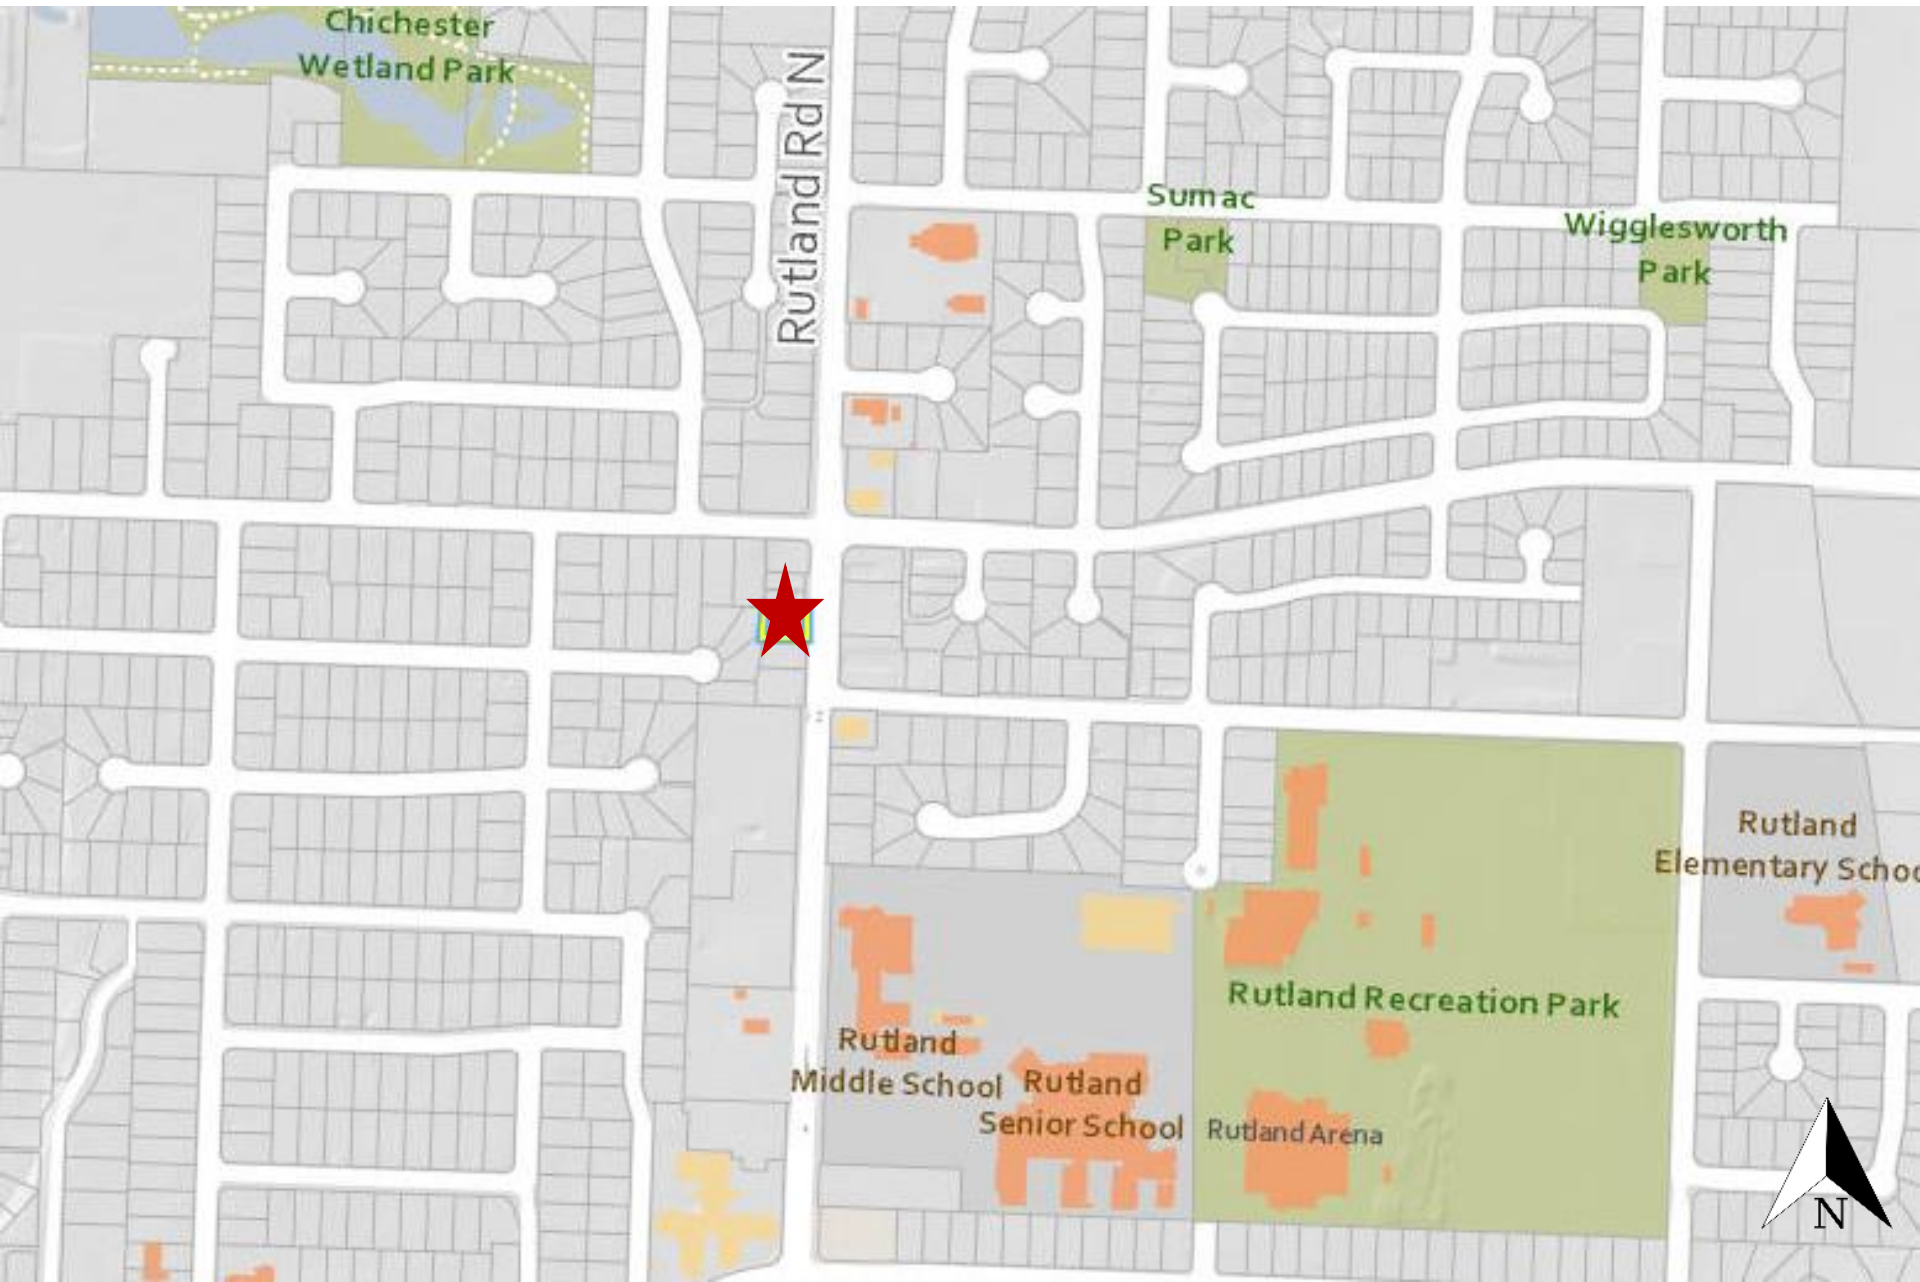 Chichester
Wetland Park
Rutland Rd N
Sumac
Park
Wigglesworth
Park
Rutland
Elementary Schoo
Rutland Recreation Park
Rutland
Middle School
Rutland
Senior School
Rutland Arena
N